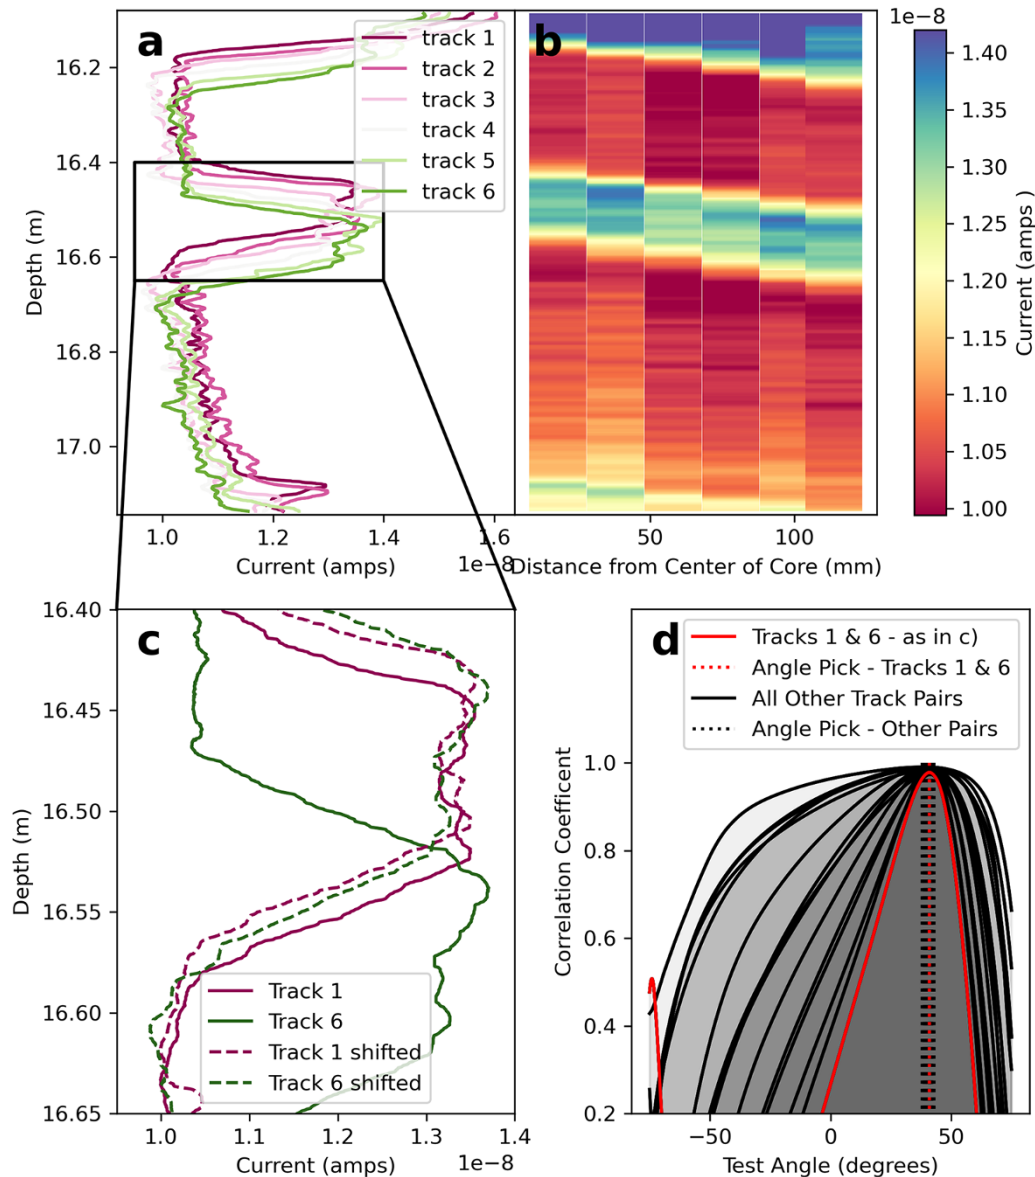 a
track 1
track 2
track 3
track 4
track 5
track 6
16.2
16.4
16.6
16.8
17.0
Depth (m)
1.0 1.2 1.4 1.6
1e−8
Current (amps)
b
50 100
Distance from Center of Core (mm)
1e−8
1.40
1.35
1.30
1.25
1.20
1.15
1.10
1.05
1.00
Current (amps)
c
16.40
16.45
16.50
16.55
16.60
16.65
Depth (m)
Track 1
Track 6
Track 1 shifted
Track 6 shifted
1.0 1.1 1.2 1.3 1.4
1e−8
Current (amps)
d
Tracks 1 & 6 - as in c)
Angle Pick - Tracks 1 & 6
All Other Track Pairs
Angle Pick - Other Pairs
1.0
0.8
0.6
0.4
0.2
Correlation Coefficent
−50 0 50
Test Angle (degrees)